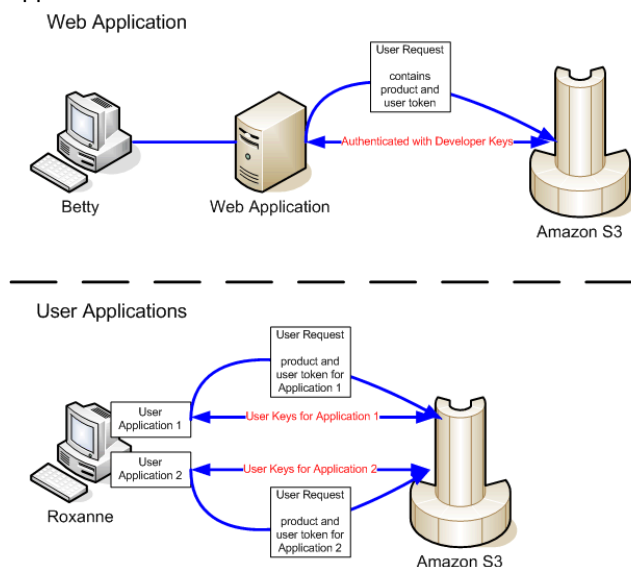 Web Application
User Request
contains
product and
user token
Authenticated with Developer Keys
Betty
Web Application
Amazon S3
User Applications
User Request
product and
user token for
Application 1
User
Application 1
User Keys for Application 1
User
Application 2
User Keys for Application 2
User Request
product and
user token for
Application 2
Roxanne
Amazon S3